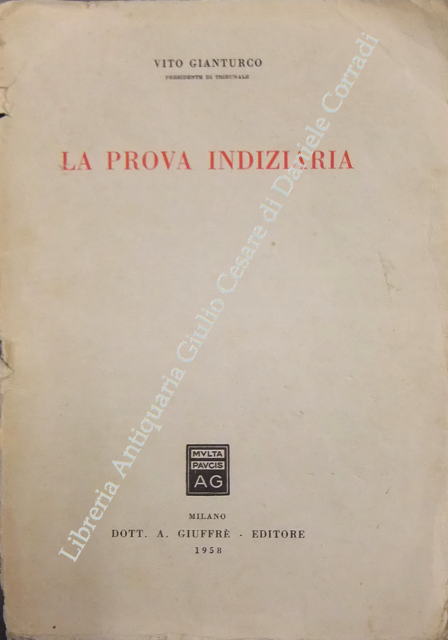 VITO GIANTURCO
PRESIDENTE DI TRIBUNALE
LA PROVA INDIZIARIA
Libreria Antiquaria Giulio Cesare di Daniele Corradi
MVLTA
PAVCIS
AG
MILANO
DOTT. A. GIUFFRÈ - EDITORE
1958